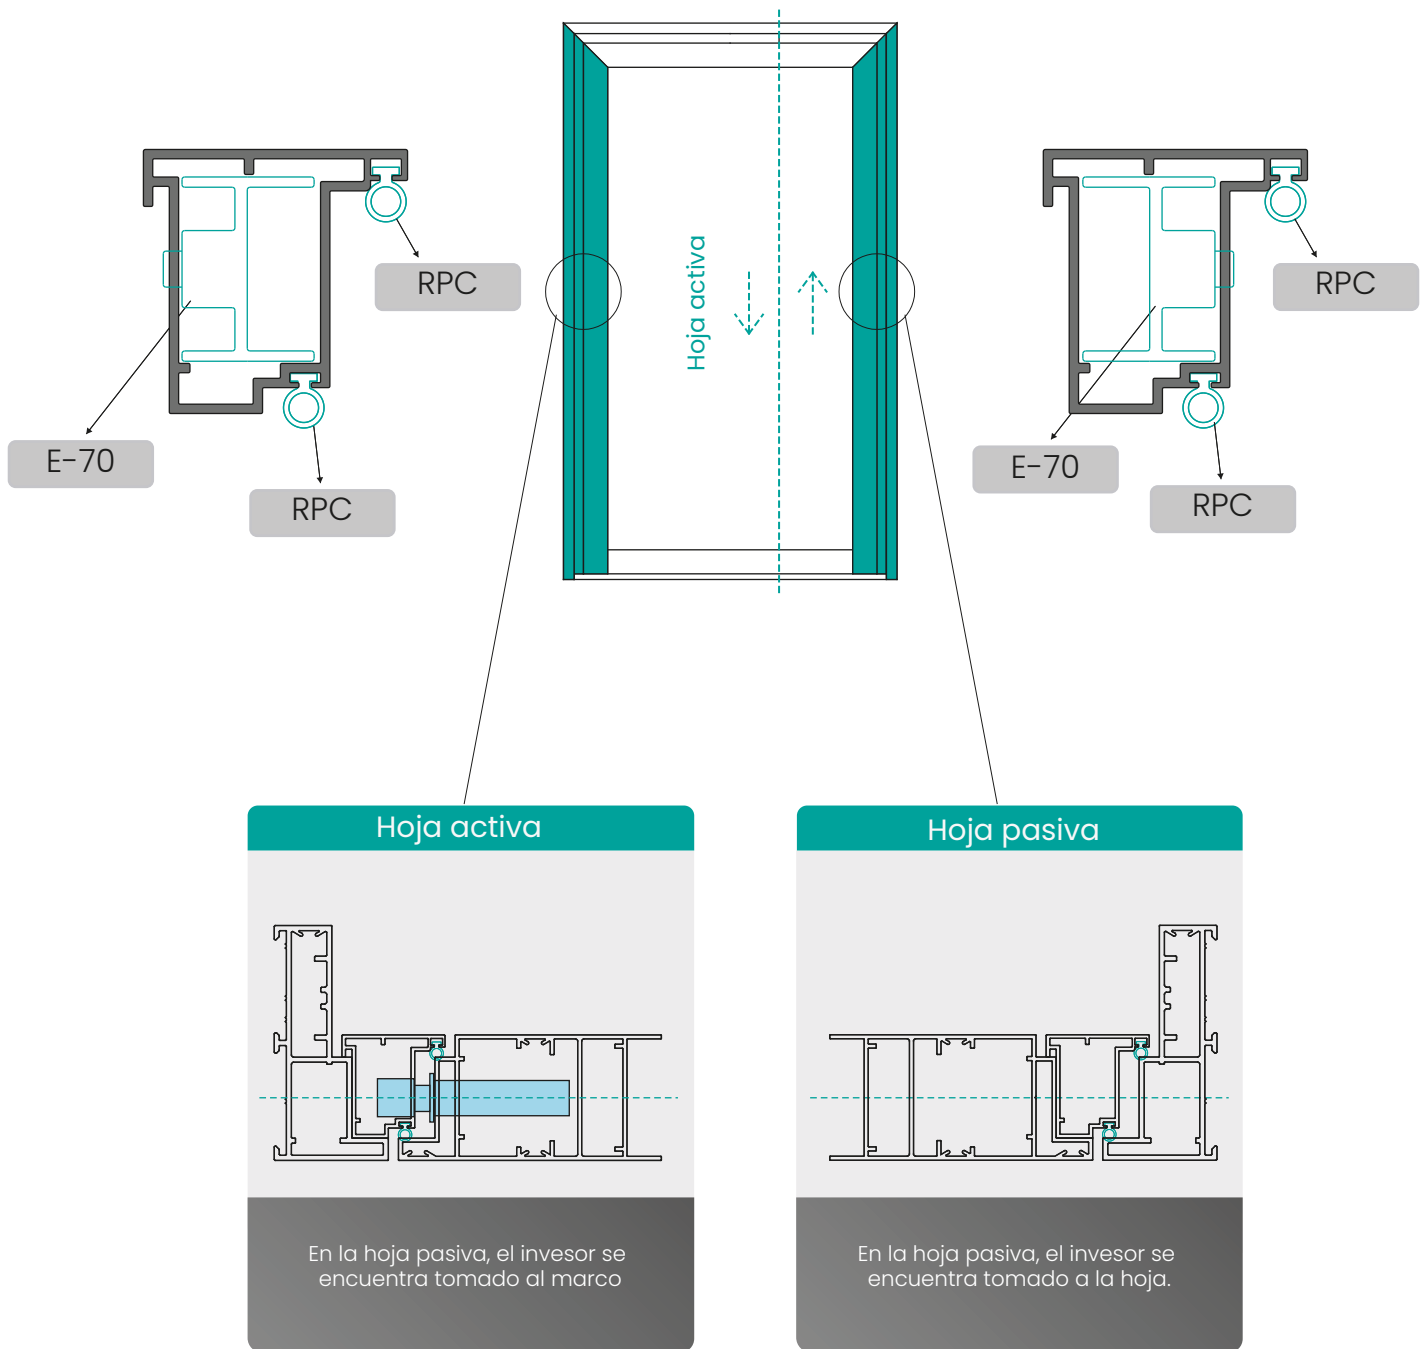 Hoja activa
RPC
E-70
RPC
RPC
E-70
RPC
Hoja activa
En la hoja pasiva, el invesor se
encuentra tomado al marco
Hoja pasiva
En la hoja pasiva, el invesor se
encuentra tomado a la hoja.